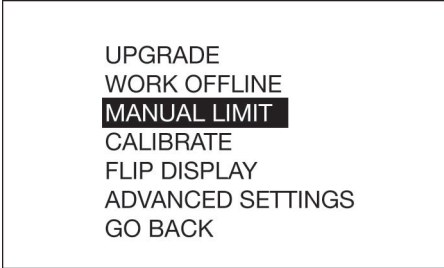 UPGRADE
WORK OFFLINE
MANUAL LIMIT
CALIBRATE
FLIP DISPLAY
ADVANCED SETTINGS
GO BACK